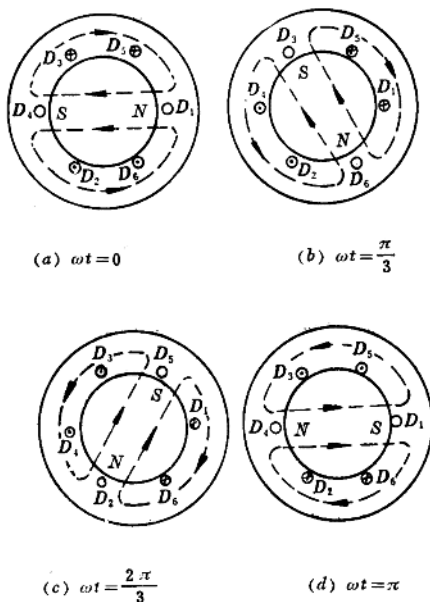 D₃ D₅
D₄ S N D₁
D₂ D₆
(a) ωt=0
D₃ D₅
S
D₄ D₁
N
D₂ D₆
(b) ωt=π/3
D₃ D₅
S
D₄ D₁
N
D₂ D₆
(c) ωt=2π/3
D₃ D₅
D₄ N S D₁
D₂ D₆
(d) ωt=π